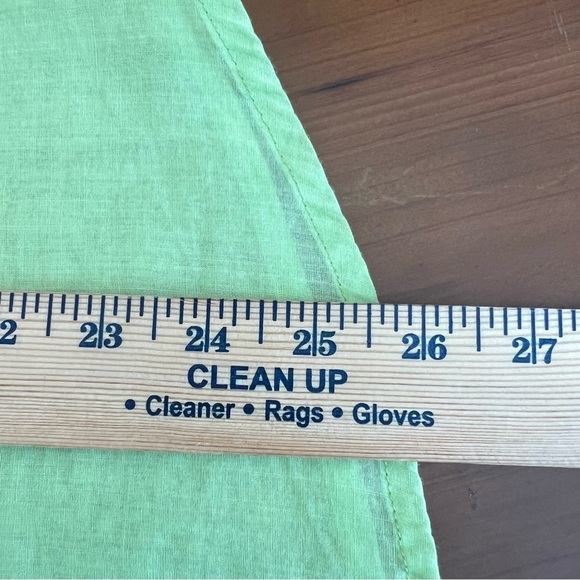 2 23 24 25 26 27
CLEAN UP
• Cleaner • Rags • Gloves